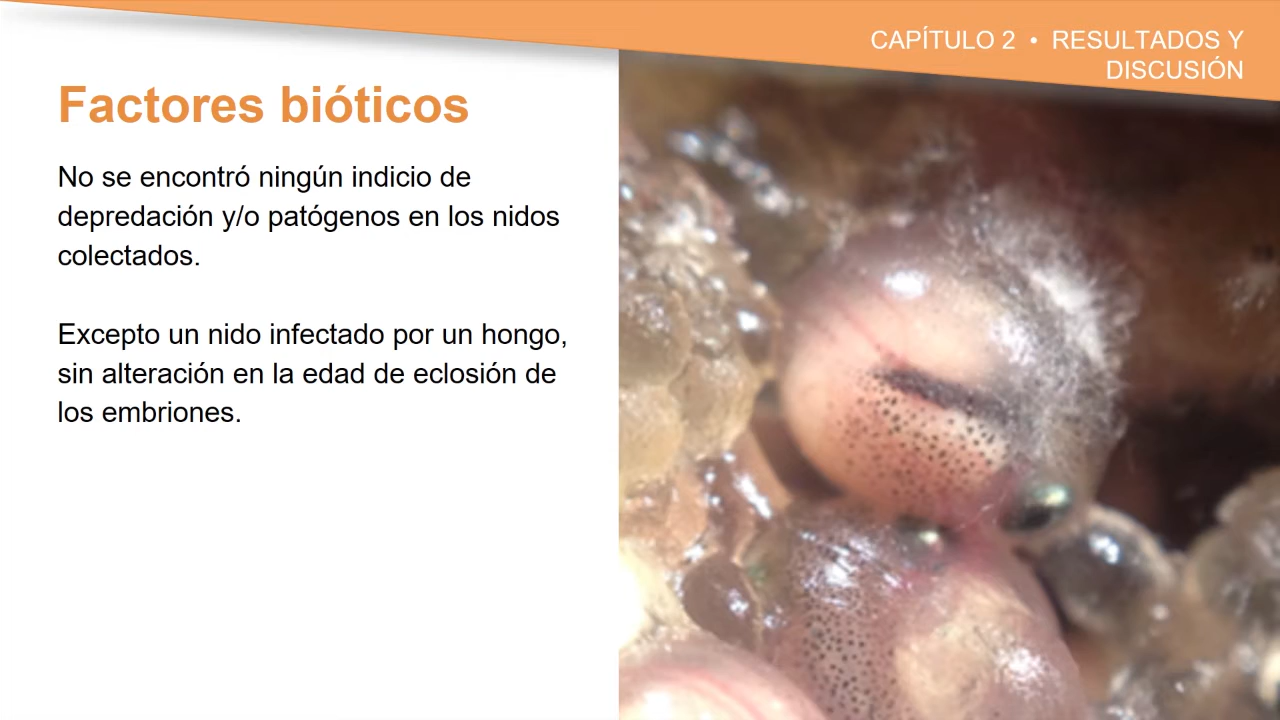 CAPÍTULO 2 • RESULTADOS Y
DISCUSIÓN
Factores bióticos
No se encontró ningún indicio de
depredación y/o patógenos en los nidos
colectados.
Excepto un nido infectado por un hongo,
sin alteración en la edad de eclosión de
los embriones.